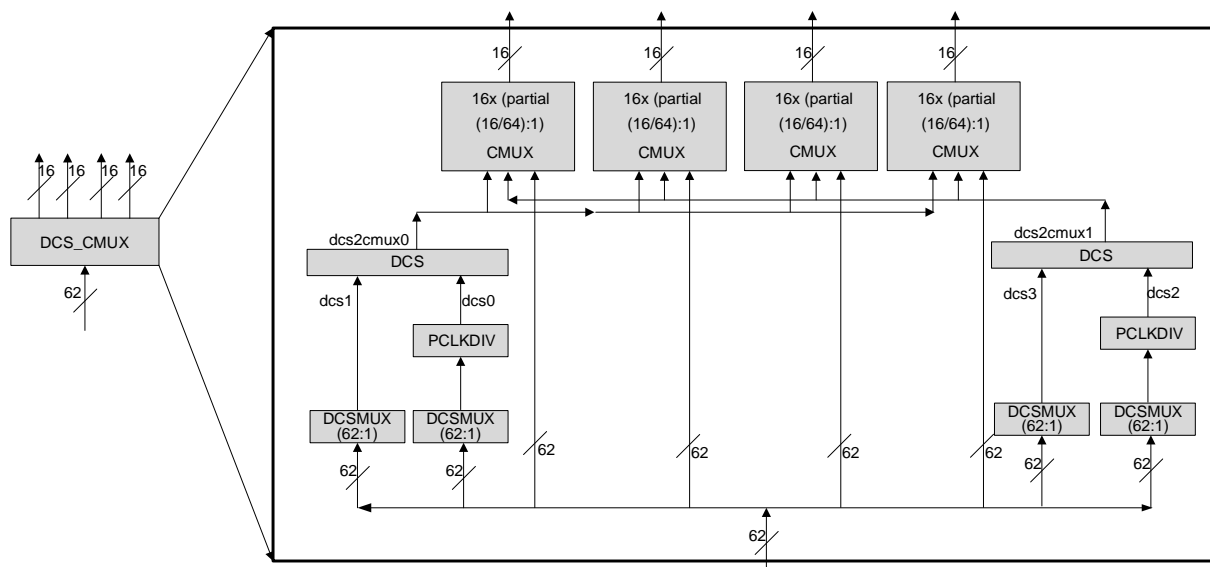 16 16 16 16
16x (partial 16x (partial 16x (partial 16x (partial
(16/64):1) (16/64):1) (16/64):1) (16/64):1)
CMUX CMUX CMUX CMUX
16 16 16 16
DCS_CMUX
62
dcs2cmux0
DCS
dcs1
dcs0
PCLKDIV
DCSMUX
(62:1)
DCSMUX
(62:1)
62
62
62
62
62
62
dcs2cmux1
DCS
dcs3
dcs2
PCLKDIV
DCSMUX
(62:1)
DCSMUX
(62:1)
62
62
62